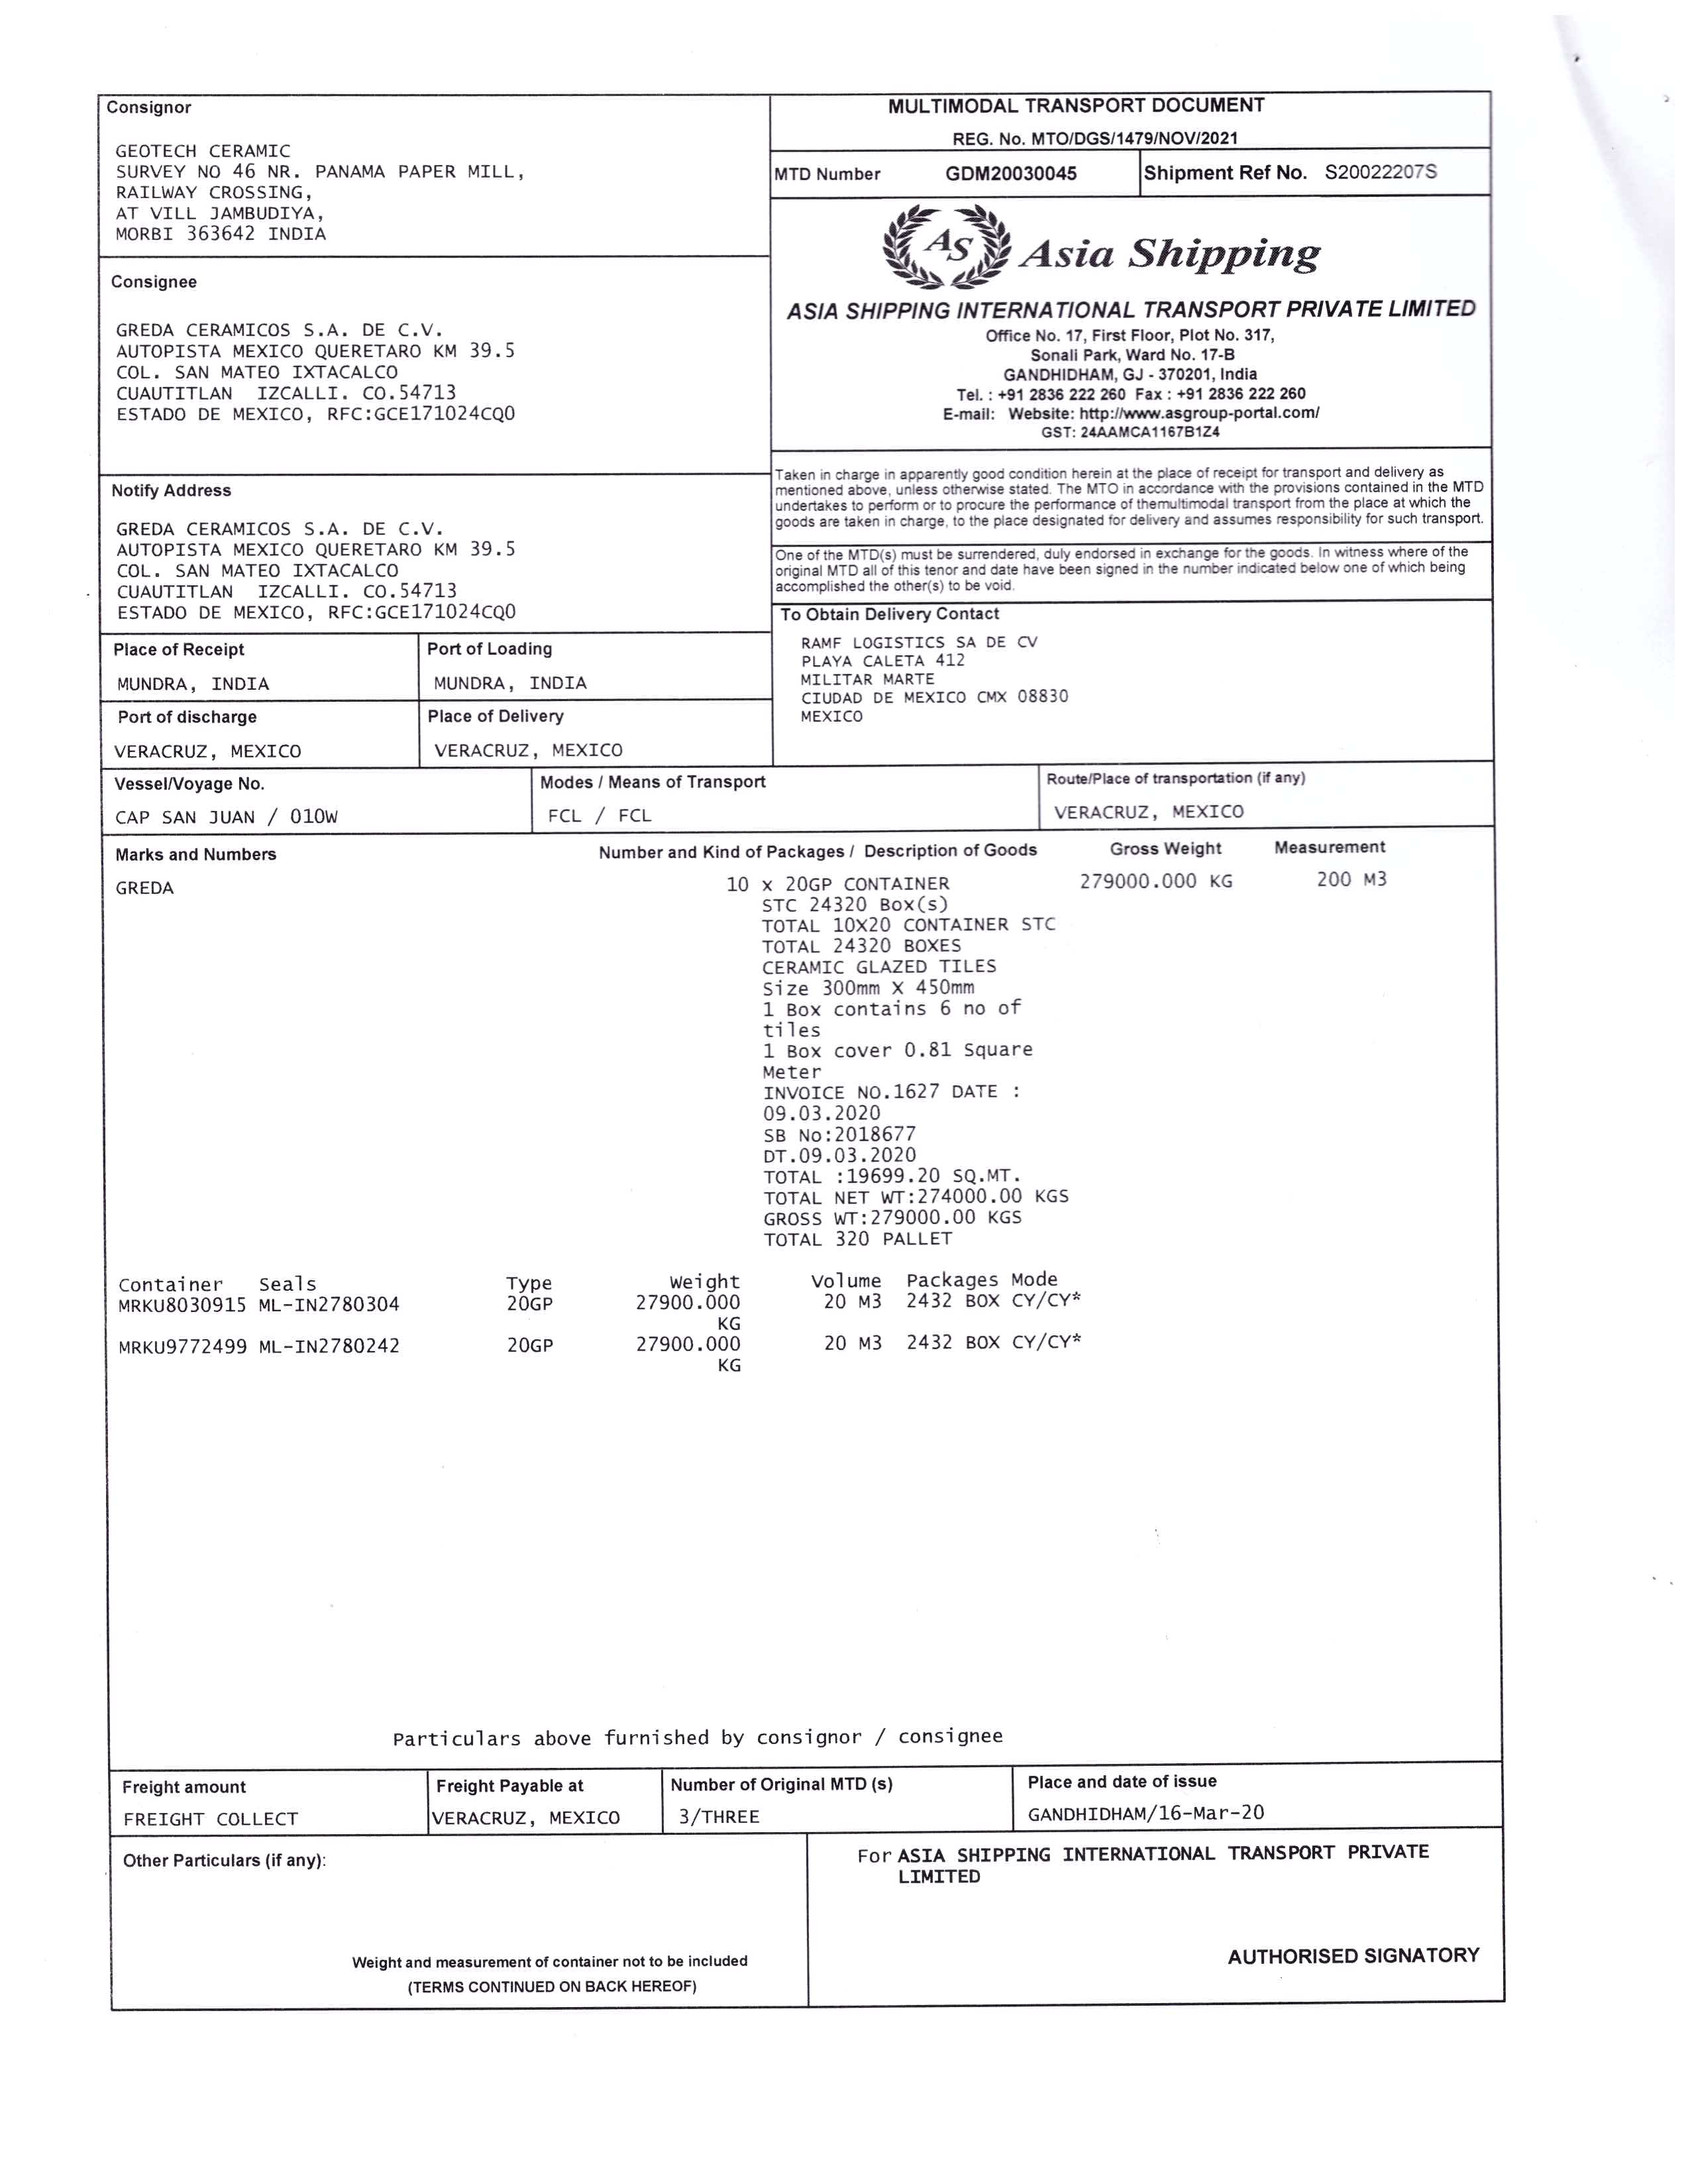 Consignor
GEOTECH CERAMIC
SURVEY NO 46 NR. PANAMA PAPER MILL,
RAILWAY CROSSING,
AT VILL JAMBUDIYA,
MORBI 363642 INDIA
MULTIMODAL TRANSPORT DOCUMENT
REG. No. MTO/DGS/1479/NOV/2021
MTD Number GDM20030045 Shipment Ref No. S20022207S
AS Asia Shipping
ASIA SHIPPING INTERNATIONAL TRANSPORT PRIVATE LIMITED
Office No. 17, First Floor, Plot No. 317,
Sonali Park, Ward No. 17-B
GANDHIDHAM, GJ - 370201, India
Tel. : +91 2836 222 260 Fax : +91 2836 222 260
E-mail: Website: http://www.asgroup-portal.com/
GST: 24AAMCA1167B1Z4
Consignee
GREDA CERAMICOS S.A. DE C.V.
AUTOPISTA MEXICO QUERETARO KM 39.5
COL. SAN MATEO IXTACALCO
CUAUTITLAN IZCALLI. CO.54713
ESTADO DE MEXICO, RFC:GCE171024CQ0
Taken in charge in apparently good condition herein at the place of receipt for transport and delivery as
mentioned above, unless otherwise stated. The MTO in accordance with the provisions contained in the MTD
undertakes to perform or to procure the performance of themultimodal transport from the place at which the
goods are taken in charge, to the place designated for delivery and assumes responsibility for such transport.
One of the MTD(s) must be surrendered, duly endorsed in exchange for the goods. In witness where of the
original MTD all of this tenor and date have been signed in the number indicated below one of which being
accomplished the other(s) to be void.
Notify Address
GREDA CERAMICOS S.A. DE C.V.
AUTOPISTA MEXICO QUERETARO KM 39.5
COL. SAN MATEO IXTACALCO
CUAUTITLAN IZCALLI. CO.54713
ESTADO DE MEXICO, RFC:GCE171024CQ0
To Obtain Delivery Contact
RAMF LOGISTICS SA DE CV
PLAYA CALETA 412
MILITAR MARTE
CIUDAD DE MEXICO CMX 08830
MEXICO
Place of Receipt Port of Loading
MUNDRA, INDIA MUNDRA, INDIA
Port of discharge Place of Delivery
VERACRUZ, MEXICO VERACRUZ, MEXICO
Vessel/Voyage No. Modes / Means of Transport Route/Place of transportation (if any)
CAP SAN JUAN / 010W FCL / FCL VERACRUZ, MEXICO
Marks and Numbers Number and Kind of Packages / Description of Goods Gross Weight Measurement
GREDA 10 x 20GP CONTAINER 279000.000 KG 200 M3
STC 24320 Box(s)
TOTAL 10X20 CONTAINER STC
TOTAL 24320 BOXES
CERAMIC GLAZED TILES
Size 300mm X 450mm
1 Box contains 6 no of
tiles
1 Box cover 0.81 Square
Meter
INVOICE NO.1627 DATE :
09.03.2020
SB No:2018677
DT.09.03.2020
TOTAL :19699.20 SQ.MT.
TOTAL NET WT:274000.00 KGS
GROSS WT:279000.00 KGS
TOTAL 320 PALLET
Container Seals Type Weight Volume Packages Mode
MRKU8030915 ML-IN2780304 20GP 27900.000 20 M3 2432 BOX CY/CY*
KG
MRKU9772499 ML-IN2780242 20GP 27900.000 20 M3 2432 BOX CY/CY*
KG
Particulars above furnished by consignor / consignee
Freight amount Freight Payable at Number of Original MTD (s) Place and date of issue
FREIGHT COLLECT VERACRUZ, MEXICO 3/THREE GANDHIDHAM/16-Mar-20
Other Particulars (if any):
Weight and measurement of container not to be included
(TERMS CONTINUED ON BACK HEREOF)
For ASIA SHIPPING INTERNATIONAL TRANSPORT PRIVATE
LIMITED
AUTHORISED SIGNATORY